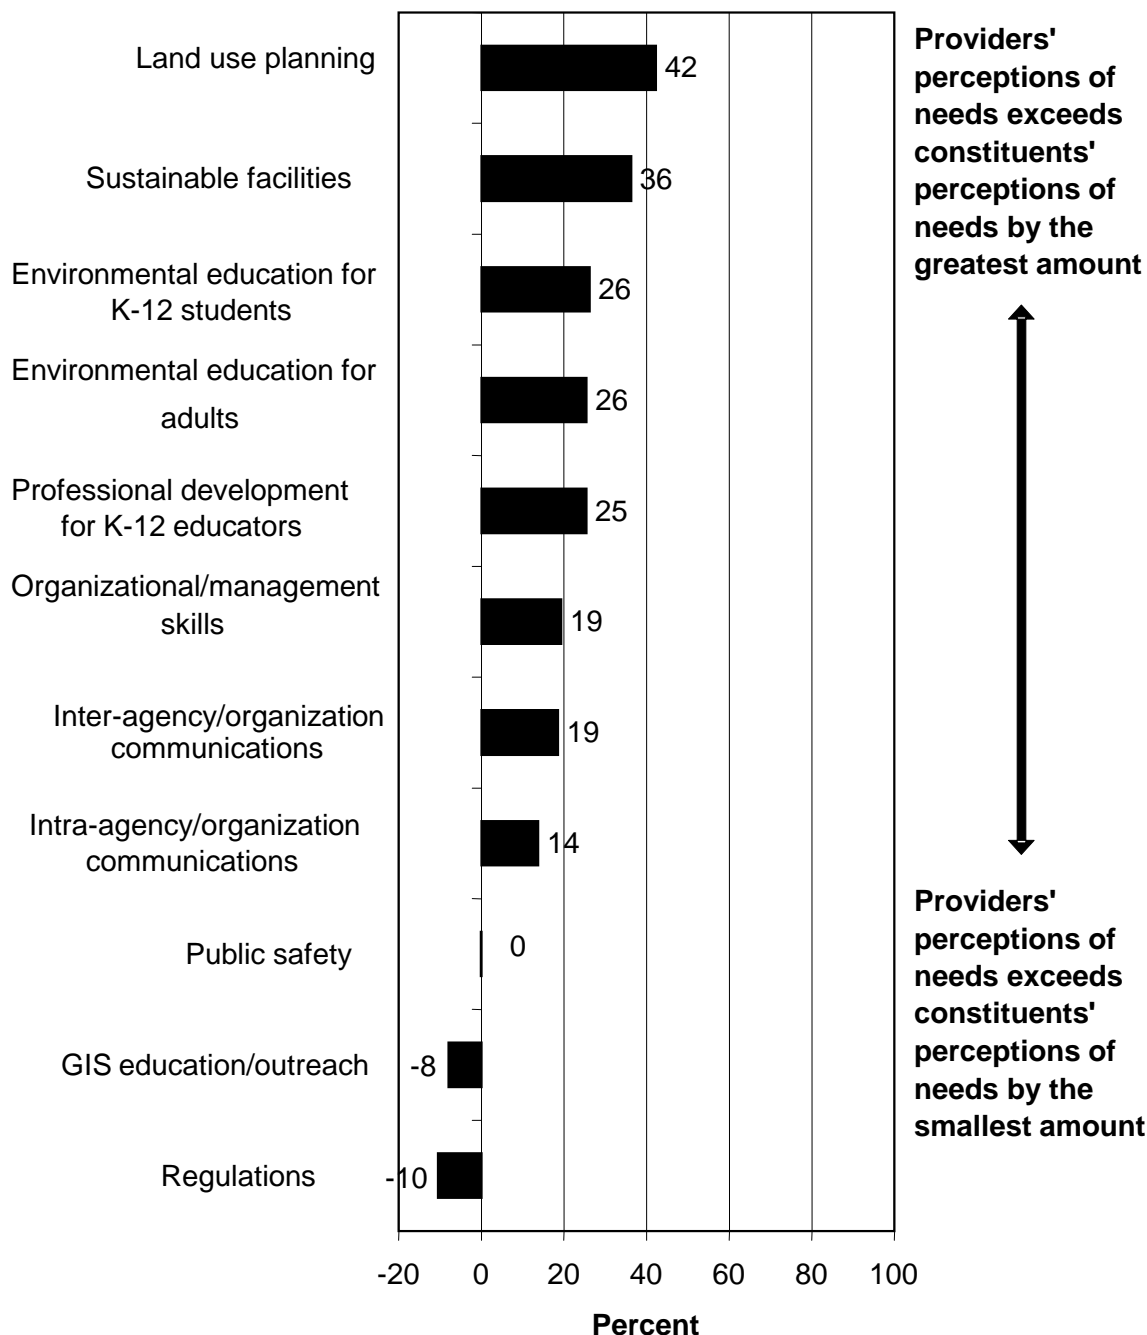 Land use planning
42
Sustainable facilities
36
Environmental education for
K-12 students
26
Environmental education for
adults
26
Professional development
for K-12 educators
25
Organizational/management
skills
19
Inter-agency/organization
communications
19
Intra-agency/organization
communications
14
Public safety
0
GIS education/outreach
-8
Regulations
-10
-20 0 20 40 60 80 100
Percent
Providers'
perceptions of
needs exceeds
constituents'
perceptions of
needs by the
greatest amount
Providers'
perceptions of
needs exceeds
constituents'
perceptions of
needs by the
smallest amount